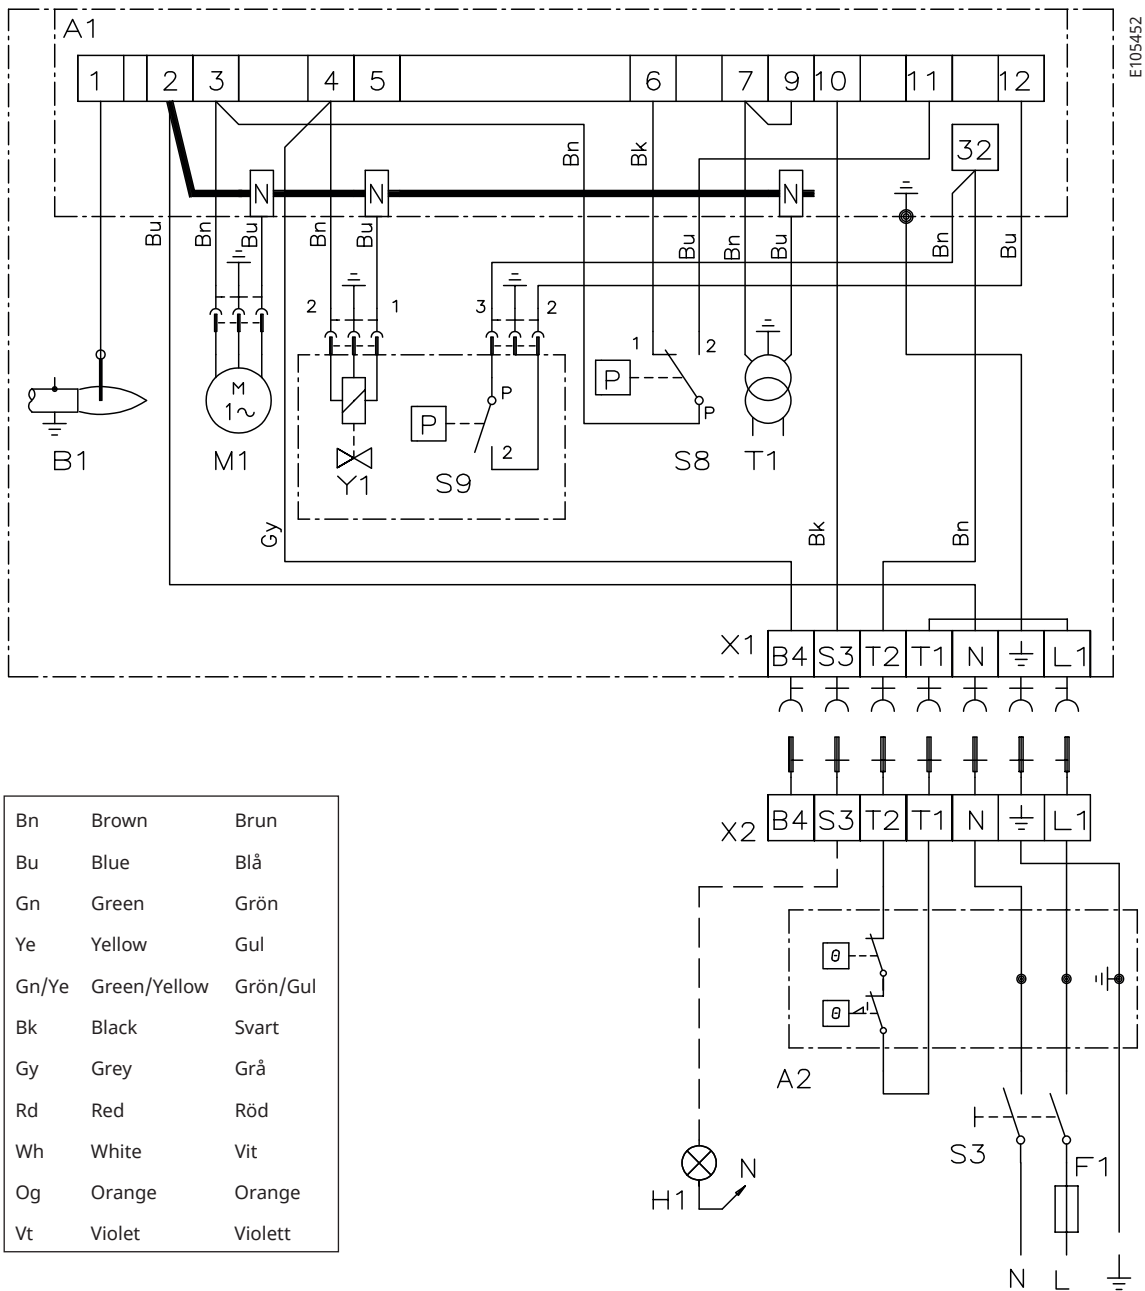 E105452
A1
1 2 3 4 5 6 7 9 10 11 12
32
Bn Bk
N N N
Bu Bn Bu Bn Bu Bu Bn Bu Bn Bu
2 1 3 2 1 2
M
1~
P P 2 P P
B1 M1 Y1 S9 S8 T1
Gy Bk Bn
X1 B4 S3 T2 T1 N L1
X2 B4 S3 T2 T1 N L1
Bn Brown Brun
Bu Blue Blå
Gn Green Grön
Ye Yellow Gul
Gn/Ye Green/Yellow Grön/Gul
Bk Black Svart
Gy Grey Grå
Rd Red Röd
Wh White Vit
Og Orange Orange
Vt Violet Violett
θ
θ
A2
S3 F1
H1 N
N L